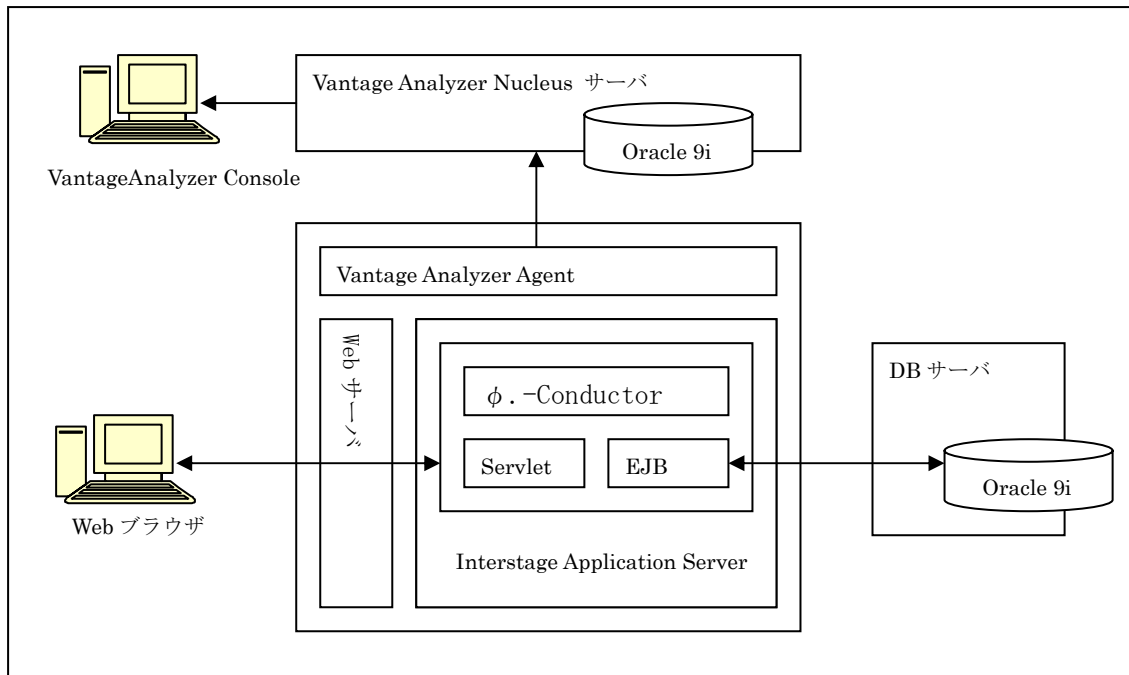 Vantage Analyzer Nucleus サーバ
Oracle 9i
VantageAnalyzer Console
Vantage Analyzer Agent
Web サーバ
φ.-Conductor
Servlet
EJB
Interstage Application Server
DB サーバ
Oracle 9i
Web ブラウザ